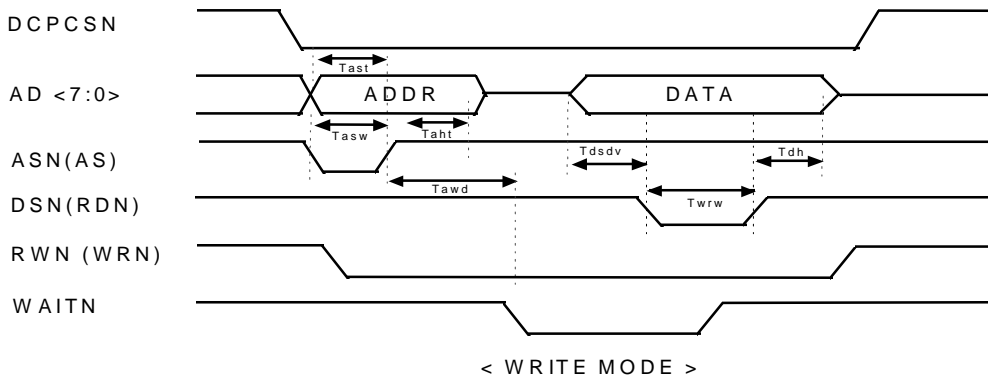 DCPCSN
Tast
AD <7:0>
ADDR
DATA
Tasw
Taht
ASN(AS)
Tdsdv
Tdh
Tawd
DSN(RDN)
Twrw
RWN (WRN)
WAITN
< WRITE MODE >